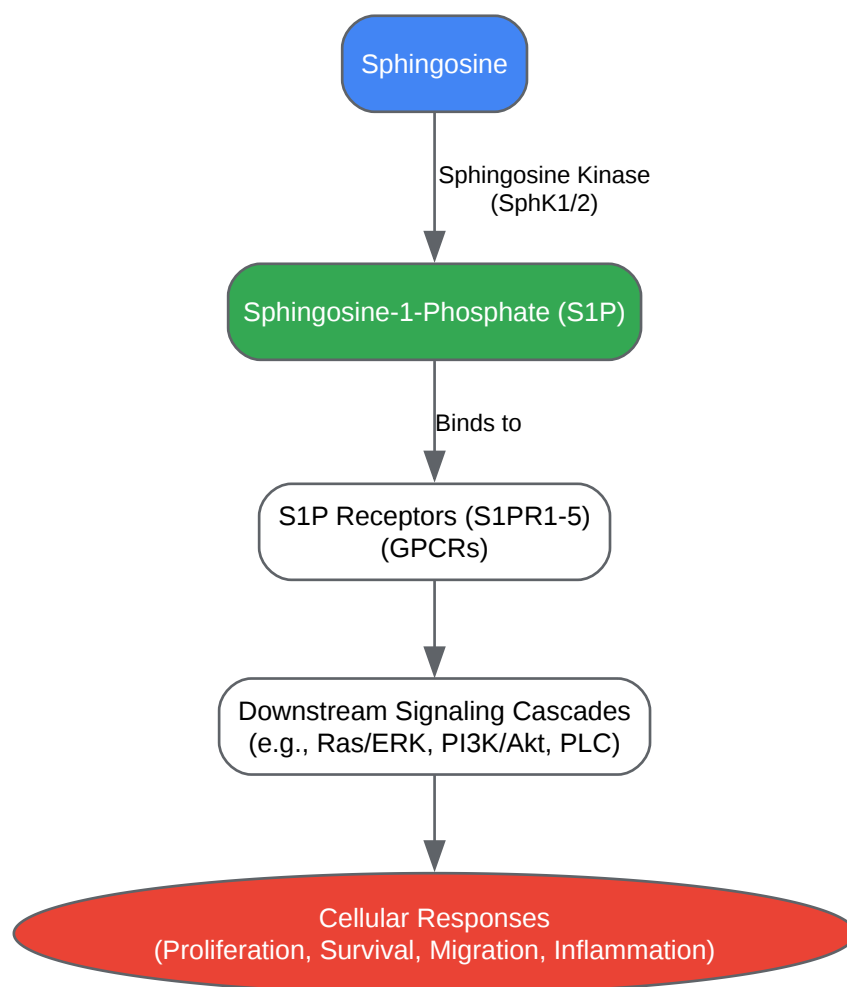 Sphingosine
Sphingosine Kinase
(SphK1/2)
Sphingosine-1-Phosphate (S1P)
Binds to
S1P Receptors (S1PR1-5)
(GPCRs)
Downstream Signaling Cascades
(e.g., Ras/ERK, PI3K/Akt, PLC)
Cellular Responses
(Proliferation, Survival, Migration, Inflammation)